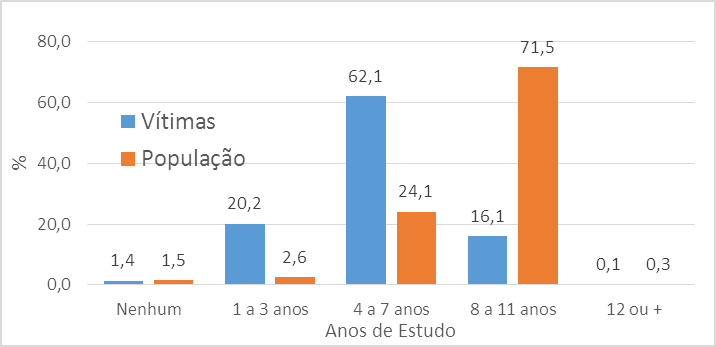 80,0
60,0
40,0
20,0
0,0
%
Vítimas
População
1,4 1,5
20,2 2,6
62,1 24,1
16,1 71,5
0,1 0,3
Nenhum 1 a 3 anos 4 a 7 anos 8 a 11 anos 12 ou +
Anos de Estudo